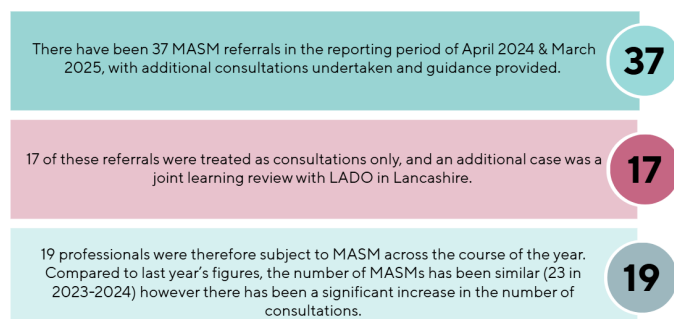 There have been 37 MASM referrals in the reporting period of April 2024 & March
2025, with additional consultations undertaken and guidance provided.
37
17 of these referrals were treated as consultations only, and an additional case was a
joint learning review with LADO in Lancashire.
17
19 professionals were therefore subject to MASM across the course of the year.
Compared to last year's figures, the number of MASMs has been similar (23 in
2023-2024) however there has been a significant increase in the number of
consultations.
19